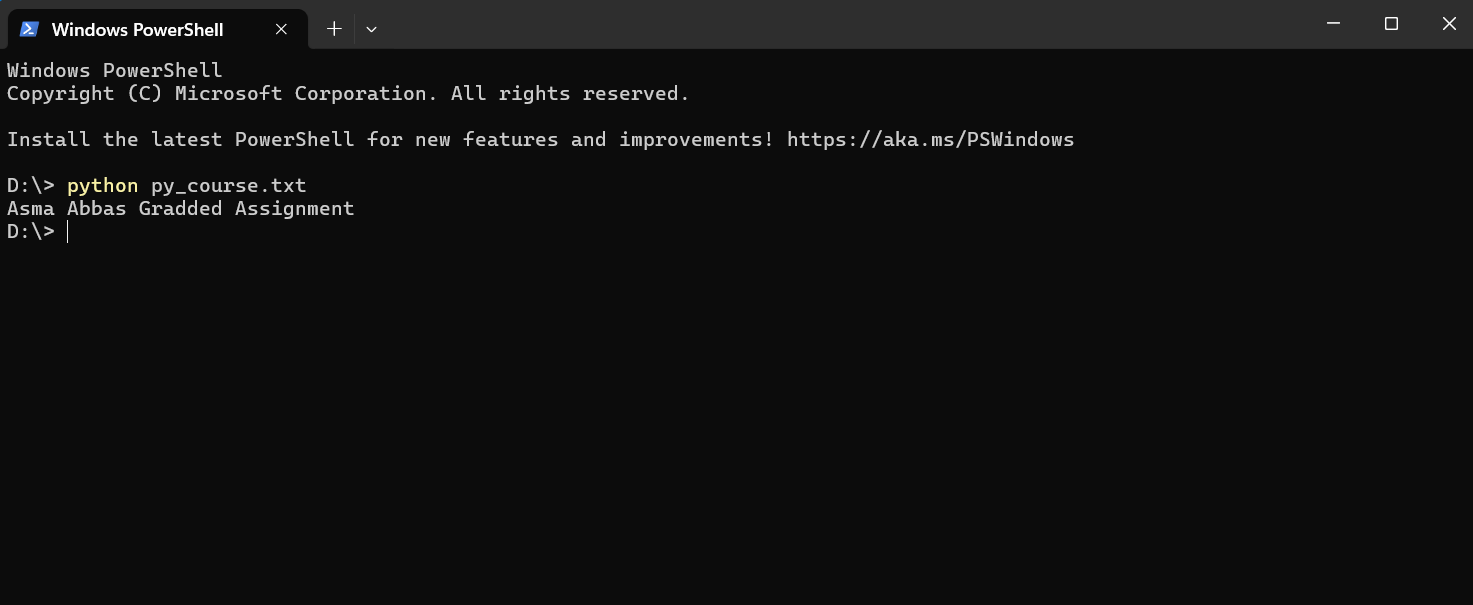 Windows PowerShell
Windows PowerShell
Copyright (C) Microsoft Corporation. All rights reserved.
Install the latest PowerShell for new features and improvements! https://aka.ms/PSWindows
D:\> python py_course.txt
Asma Abbas Gradded Assignment
D:\>